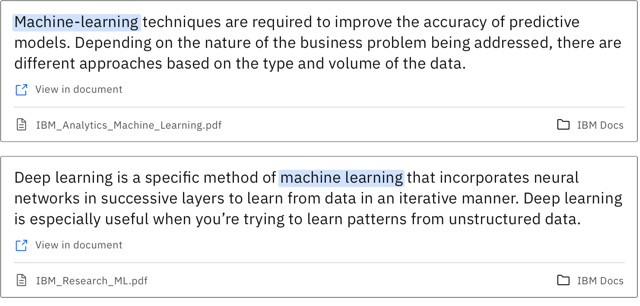 Machine-learning techniques are required to improve the accuracy of predictive
models. Depending on the nature of the business problem being addressed, there are
different approaches based on the type and volume of the data.
View in document
IBM_Analytics_Machine_Learning.pdf IBM Docs
Deep learning is a specific method of machine learning that incorporates neural
networks in successive layers to learn from data in an iterative manner. Deep learning
is especially useful when you’re trying to learn patterns from unstructured data.
View in document
IBM_Research_ML.pdf IBM Docs